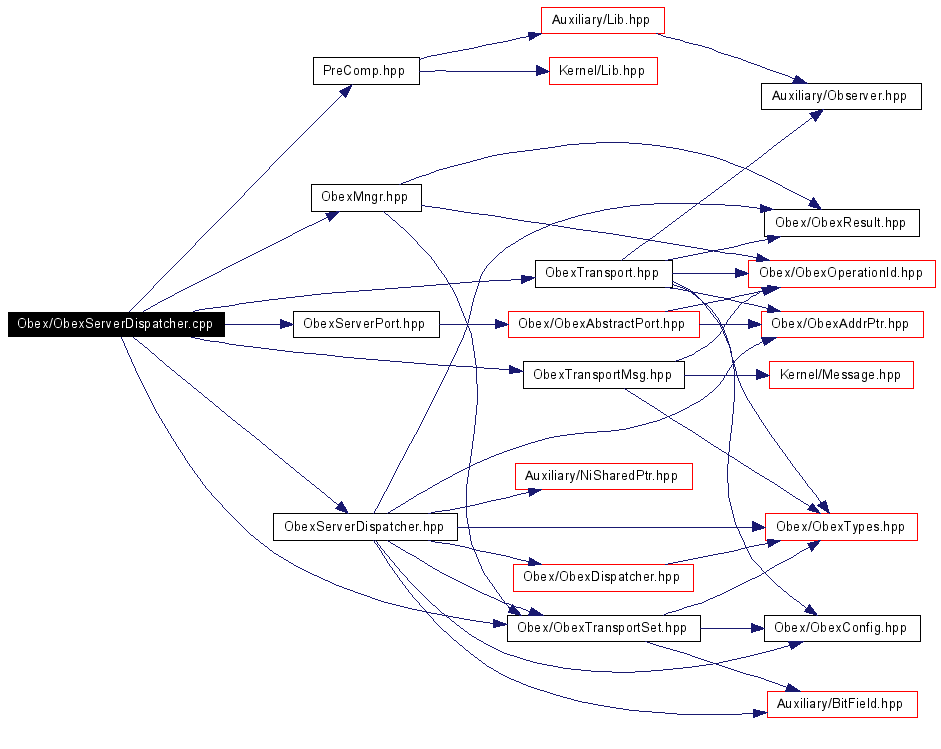 Auxiliary/Lib.hpp
PreComp.hpp
Kernel/Lib.hpp
Auxiliary/Observer.hpp
ObexMngr.hpp
Obex/ObexResult.hpp
ObexTransport.hpp
Obex/ObexOperationId.hpp
Obex/ObexServerDispatcher.cpp
ObexServerPort.hpp
Obex/ObexAbstractPort.hpp
Obex/ObexAddrPtr.hpp
ObexTransportMsg.hpp
Kernel/Message.hpp
Auxiliary/NiSharedPtr.hpp
ObexServerDispatcher.hpp
Obex/ObexTypes.hpp
Obex/ObexDispatcher.hpp
Obex/ObexTransportSet.hpp
Obex/ObexConfig.hpp
Auxiliary/BitField.hpp